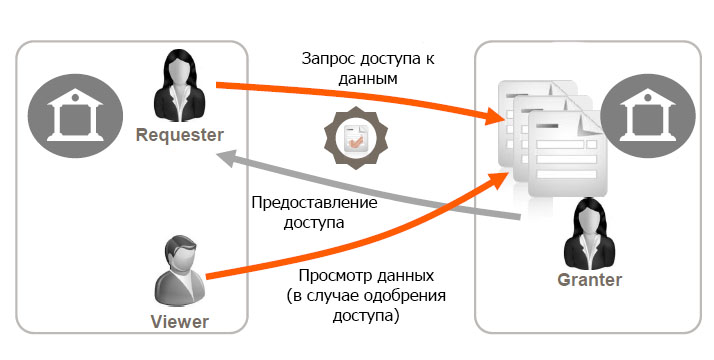 Запрос доступа к
данным
Requester
Предоставление
доступа
Просмотр данных
(в случае одобрения
доступа)
Viewer
Granter